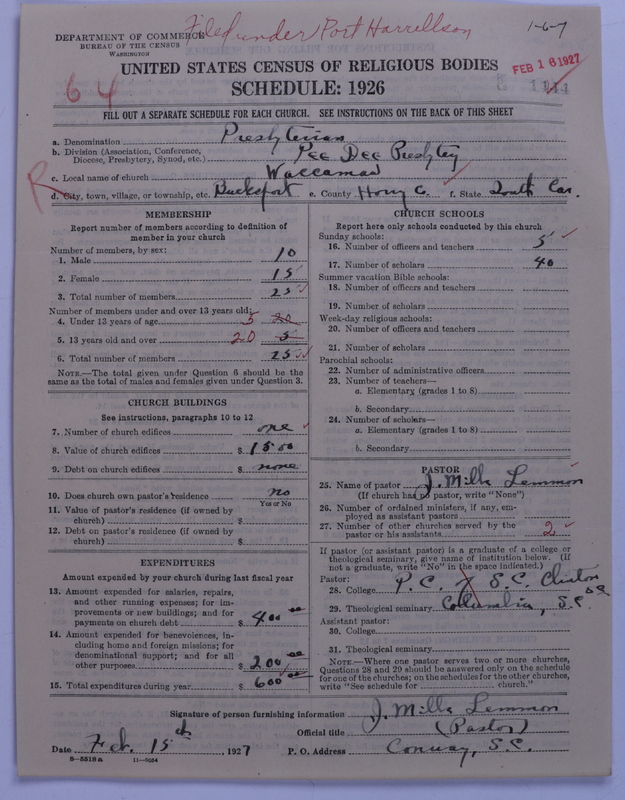 Filed under Port Harrellson
1-6-7
DEPARTMENT OF COMMERCE
BUREAU OF THE CENSUS
WASHINGTON
UNITED STATES CENSUS OF RELIGIOUS BODIES
FEB 16 1927
64
SCHEDULE: 1926
FILL OUT A SEPARATE SCHEDULE FOR EACH CHURCH. SEE INSTRUCTIONS ON THE BACK OF THIS SHEET
a. Denomination Presbyterian
b. Division (Association, Conference, Diocese, Presbytery, Synod, etc.) Pee Dee Presbytery
c. Local name of church Waccamaw
R d. City, town, village, or township, etc. Bucksport e. County Horry Co. f. State South Car.
MEMBERSHIP
Report number of members according to definition of
member in your church
Number of members, by sex:
1. Male 10
2. Female 15
3. Total number of members 25
Number of members under and over 13 years old:
4. Under 13 years of age 5 20
5. 13 years old and over 20 5
6. Total number of members 25
NOTE.—The total given under Question 6 should be
same as the total of males and females given under Question 3.
CHURCH BUILDINGS
See instructions, paragraphs 10 to 12
7. Number of church edifices one
8. Value of church edifices $ 1500
9. Debt on church edifices $ none
10. Does church own pastor's residence no
Yes or No
11. Value of pastor's residence (if owned by
church) $
12. Debt on pastor's residence (if owned by
church) $
EXPENDITURES
Amount expended by your church during last fiscal year
13. Amount expended for salaries, repairs,
and other running expenses; for im-
provements or new buildings; and for
payments on church debt $ 400 00
14. Amount expended for benevolences, in-
cluding home and foreign missions; for
denominational support; and for all
other purposes $ 200 00
15. Total expenditures during year $ 600 00
CHURCH SCHOOLS
Report here only schools conducted by this church
Sunday schools:
16. Number of officers and teachers 5
17. Number of scholars 40
Summer vacation Bible schools:
18. Number of officers and teachers
19. Number of scholars
Week-day religious schools:
20. Number of officers and teachers
21. Number of scholars
Parochial schools:
22. Number of administrative officers
23. Number of teachers—
a. Elementary (grades 1 to 8)
b. Secondary
24. Number of scholars—
a. Elementary (grades 1 to 8)
b. Secondary
PASTOR
25. Name of pastor J. Mills Lemmon
(If church has no pastor, write "None")
26. Number of ordained ministers, if any, em-
ployed as assistant pastors
27. Number of other churches served by the
pastor or his assistants 2
If pastor (or assistant pastor) is a graduate of a college or
theological seminary, give name of institution below. (If
not a graduate, write "No" in the space indicated.)
Pastor:
28. College P.C. S.C. Clinton S.C.
29. Theological seminary Columbia, S.C.
Assistant pastor:
30. College
31. Theological seminary
NOTE.—Where one pastor serves two or more churches,
Questions 28 and 29 should be answered only on the schedule
for one of the churches; on the schedules for the other churches,
write "See schedule for church."
Signature of person furnishing information J. Mills Lemmon
Official title (Pastor)
Date Feb. 15th, 1927 P. O. Address Conway, S.C.
8-5518a 11-9054